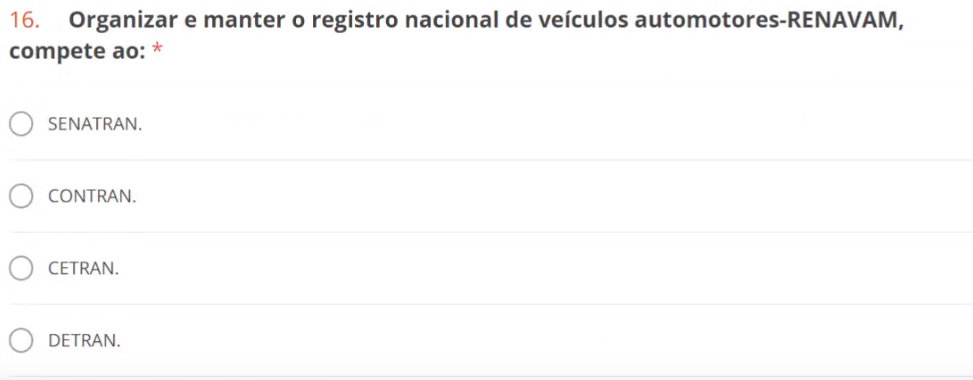 16. Organizar e manter o registro nacional de veículos automotores-RENAVAM,
compete ao: *
SENATRAN.
CONTRAN.
CETRAN.
DETRAN.